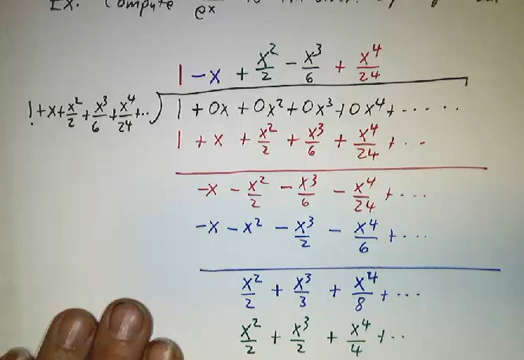 Ex. Compute
e^x
1 - x + x²/2 - x³/6 + x⁴/24
1 + x + x²/2 + x³/6 + x⁴/24 + .. ) 1 + 0x + 0x² + 0x³ + 0x⁴ + .....
1 + x + x²/2 + x³/6 + x⁴/24 + ...
-x - x²/2 - x³/6 - x⁴/24 + ...
-x - x² - x³/2 - x⁴/6 + ...
x²/2 + x³/3 + x⁴/8 + ...
x²/2 + x³/2 + x⁴/4 + ..